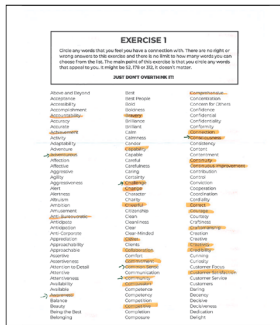 EXERCISE 1
Circle any words that you feel you have a connection with. There are no right or
wrong answers to this exercise and there is no limit to how many words you can
choose from the list. The main point of this exercise is that you circle any words
that appeal to you. It might be 52, 178 or 312, it doesn't matter.
JUST DON'T OVERTHINK IT!
Above and Beyond
Acceptance
Accessibility
Accomplishment
Accountability
Accuracy
Accurate
Achievement
Activity
Adaptability
Adventure
Affection
Affective
Aggressive
Agility
Aggressiveness
Alert
Alertness
Altruism
Ambition
Amusement
Anti-Bureaucratic
Anticipate
Anticipation
Anti-Corporate
Appreciation
Approachability
Approachable
Assertive
Assertiveness
Attention to Detail
Attentive
Attentiveness
Availability
Available
Awareness
Balance
Beauty
Being the Best
Belonging
Best
Best People
Bold
Boldness
Bravery
Brilliance
Brilliant
Calm
Calmness
Candor
Capability
Capable
Careful
Carefulness
Caring
Certainty
Challenge
Change
Character
Charity
Cheerful
Citizenship
Clean
Cleanliness
Clear
Clear-Minded
Clever
Clients
Collaboration
Comfort
Commitment
Common Sense
Communication
Community
Compassion
Competence
Competency
Competition
Competitive
Completion
Composure
Comprehensive
Concentration
Concern for Others
Confidence
Confidential
Confidentiality
Conformity
Connection
Consciousness
Consistency
Content
Contentment
Continuity
Continuous Improvement
Contribution
Control
Conviction
Cooperation
Coordination
Cordiality
Correct
Courage
Courtesy
Craftiness
Craftsmanship
Creation
Creative
Creativity
Credibility
Cunning
Curiosity
Customer Focus
Customer Satisfaction
Customer Service
Customers
Daring
Decency
Decisive
Decisiveness
Dedication
Delight